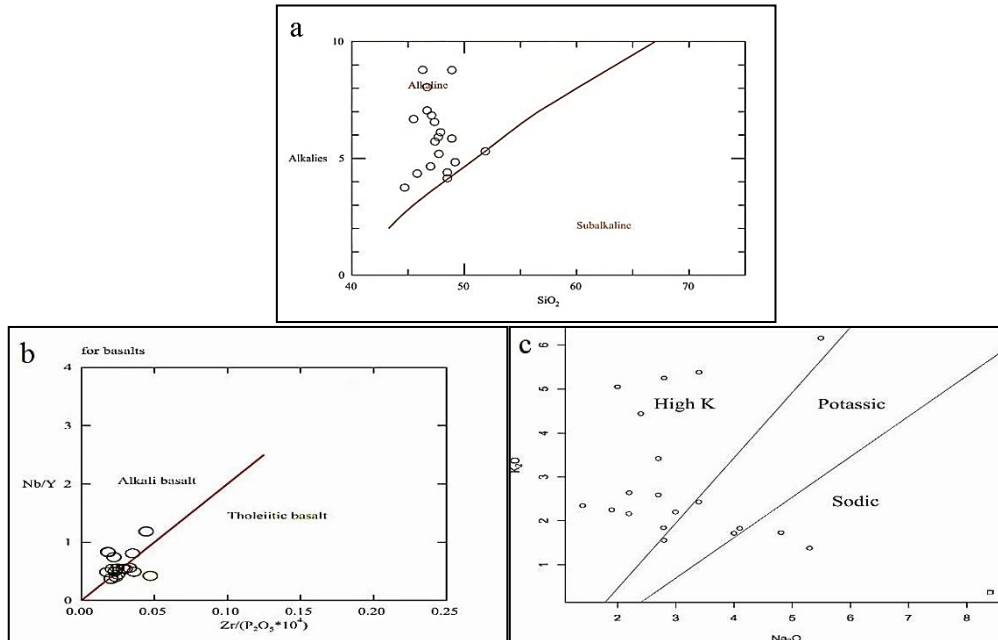 a
10
Alkaline
Alkalies
5
Subalkaline
0
40
50
60
70
SiO₂
b
for basalts
4
3
Nb/Y
2
Alkali basalt
Tholeiitic basalt
1
0
0.00
0.05
0.10
0.15
0.20
0.25
Zr/(P₂O₅*10⁴)
c
6
5
High K
Potassic
4
K₂O
3
Sodic
2
1
2
3
4
5
6
7
8
Na₂O